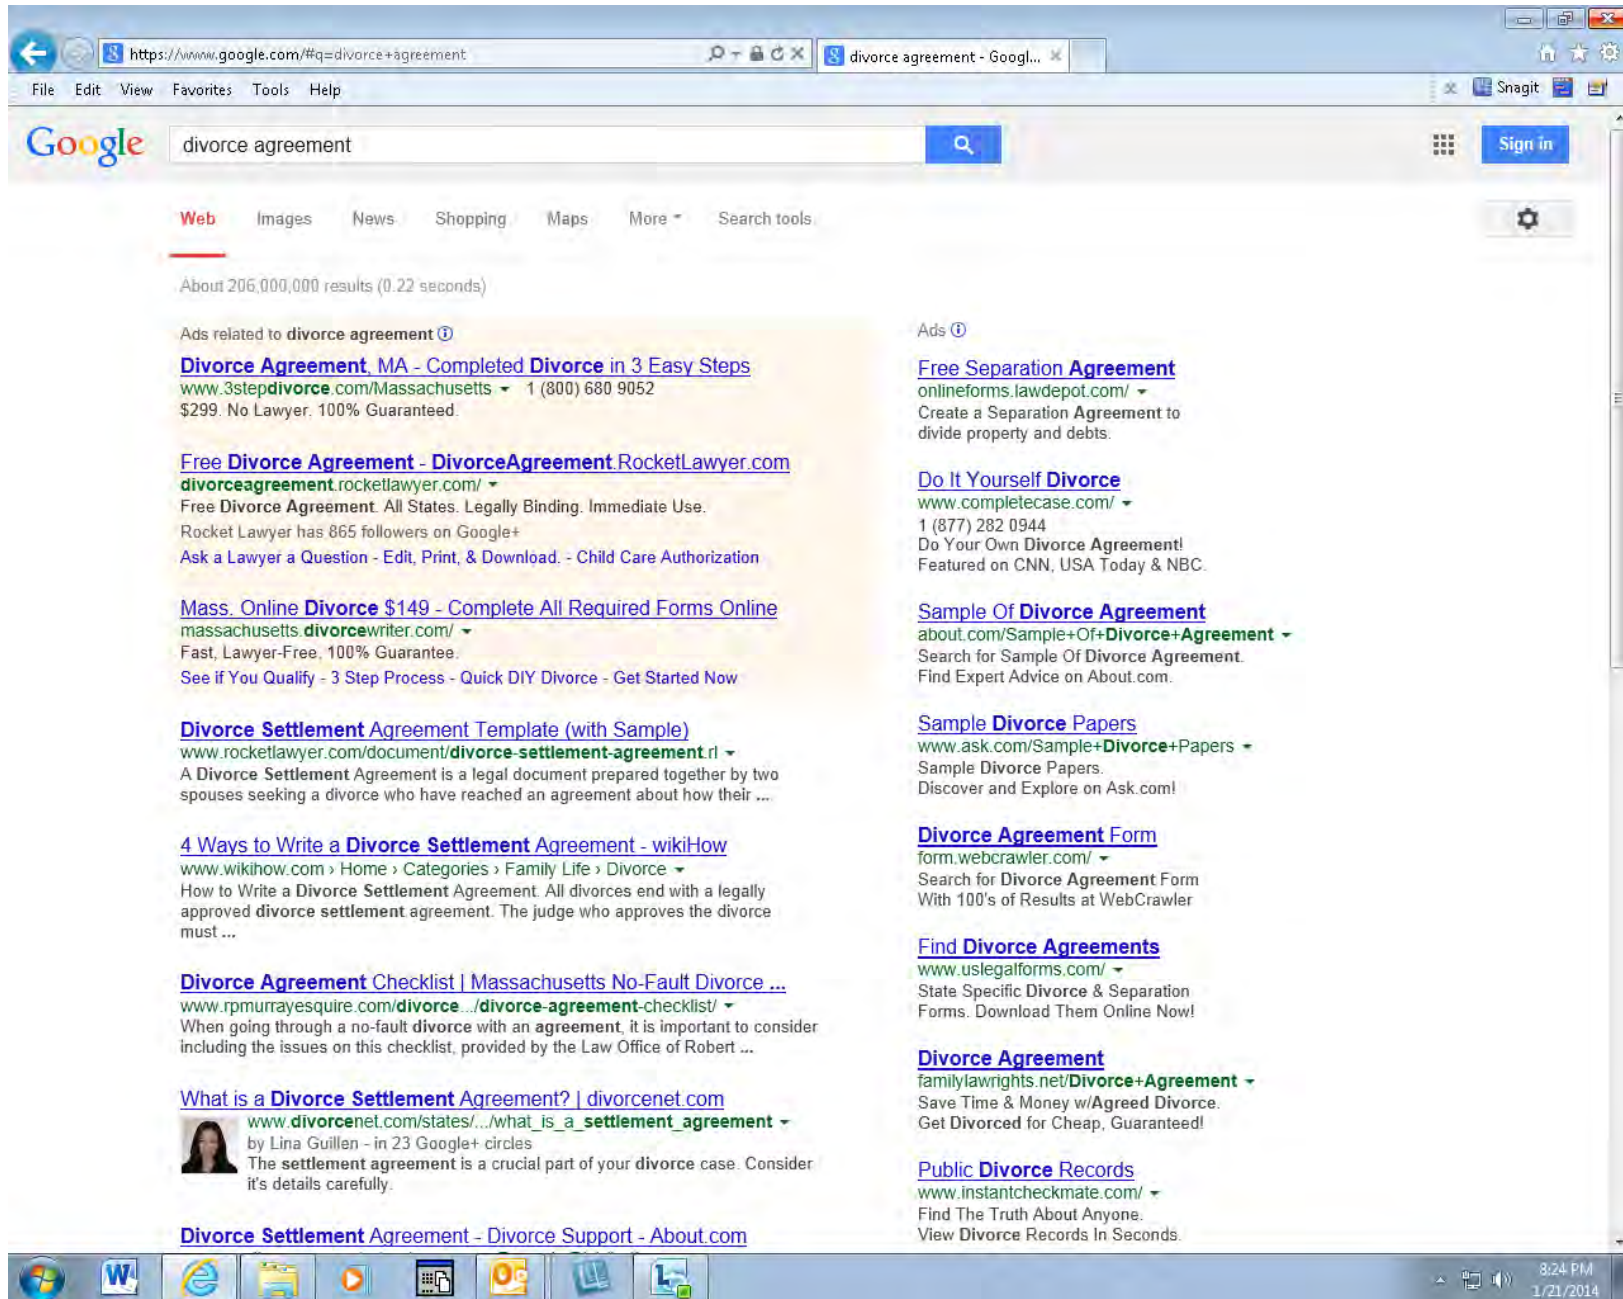 https://www.google.com/#q=divorce+agreement
divorce agreement - Googl...
File Edit View Favorites Tools Help
Snagit
Google
divorce agreement
Sign in
Web Images News Shopping Maps More Search tools
About 206,000,000 results (0.22 seconds)
Ads related to divorce agreement
Divorce Agreement, MA - Completed Divorce in 3 Easy Steps
www.3stepdivorce.com/Massachusetts 1 (800) 680 9052
$299. No Lawyer. 100% Guaranteed.
Free Divorce Agreement - DivorceAgreement.RocketLawyer.com
divorceagreement.rocketlawyer.com/
Free Divorce Agreement. All States. Legally Binding. Immediate Use.
Rocket Lawyer has 865 followers on Google+
Ask a Lawyer a Question - Edit, Print, & Download. - Child Care Authorization
Mass. Online Divorce $149 - Complete All Required Forms Online
massachusetts.divorcewriter.com/
Fast, Lawyer-Free. 100% Guarantee.
See if You Qualify - 3 Step Process - Quick DIY Divorce - Get Started Now
Divorce Settlement Agreement Template (with Sample)
www.rocketlawyer.com/document/divorce-settlement-agreement.rl
A Divorce Settlement Agreement is a legal document prepared together by two
spouses seeking a divorce who have reached an agreement about how their ...
4 Ways to Write a Divorce Settlement Agreement - wikiHow
www.wikihow.com › Home › Categories › Family Life › Divorce
How to Write a Divorce Settlement Agreement. All divorces end with a legally
approved divorce settlement agreement. The judge who approves the divorce
must ...
Divorce Agreement Checklist | Massachusetts No-Fault Divorce ...
www.rpmurrayesquire.com/divorce.../divorce-agreement-checklist/
When going through a no-fault divorce with an agreement, it is important to consider
including the issues on this checklist, provided by the Law Office of Robert ...
What is a Divorce Settlement Agreement? | divorcenet.com
www.divorcenet.com/states/.../what_is_a_settlement_agreement
by Lina Guillen - in 23 Google+ circles
The settlement agreement is a crucial part of your divorce case. Consider
it's details carefully.
Divorce Settlement Agreement - Divorce Support - About.com
Ads
Free Separation Agreement
onlineforms.lawdepot.com/
Create a Separation Agreement to
divide property and debts.
Do It Yourself Divorce
www.completecase.com/
1 (877) 282 0944
Do Your Own Divorce Agreement!
Featured on CNN, USA Today & NBC.
Sample Of Divorce Agreement
about.com/Sample+Of+Divorce+Agreement
Search for Sample Of Divorce Agreement.
Find Expert Advice on About.com.
Sample Divorce Papers
www.ask.com/Sample+Divorce+Papers
Sample Divorce Papers.
Discover and Explore on Ask.com!
Divorce Agreement Form
form.webcrawler.com/
Search for Divorce Agreement Form
With 100's of Results at WebCrawler
Find Divorce Agreements
www.uslegalforms.com/
State Specific Divorce & Separation
Forms. Download Them Online Now!
Divorce Agreement
familylawrights.net/Divorce+Agreement
Save Time & Money w/Agreed Divorce.
Get Divorced for Cheap, Guaranteed!
Public Divorce Records
www.instantcheckmate.com/
Find The Truth About Anyone.
View Divorce Records In Seconds.
8:24 PM
1/21/2014